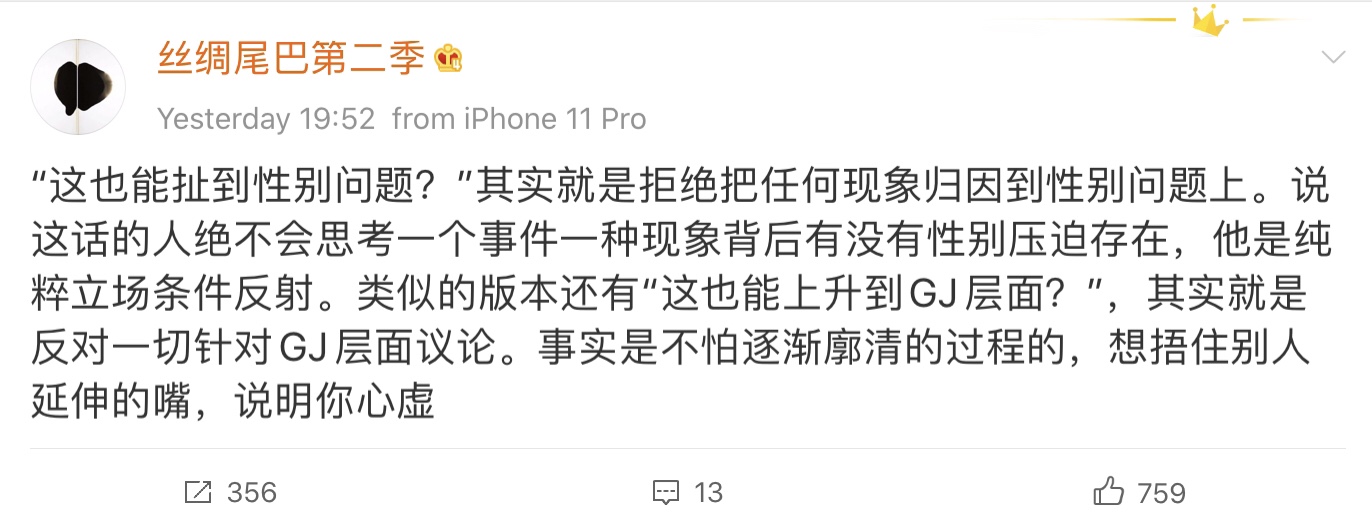 丝绸尾巴第二季
Yesterday 19:52 from iPhone 11 Pro
“这也能扯到性别问题？”其实就是拒绝把任何现象归因到性别问题上。说
这话的人绝不会思考一个事件一种现象背后有没有性别压迫存在，他是纯
粹立场条件反射。类似的版本还有“这也能上升到GJ层面？”，其实就是
反对一切针对GJ层面议论。事实是不怕逐渐廓清的过程的，想捂住别人
延伸的嘴，说明你心虚
356
13
759